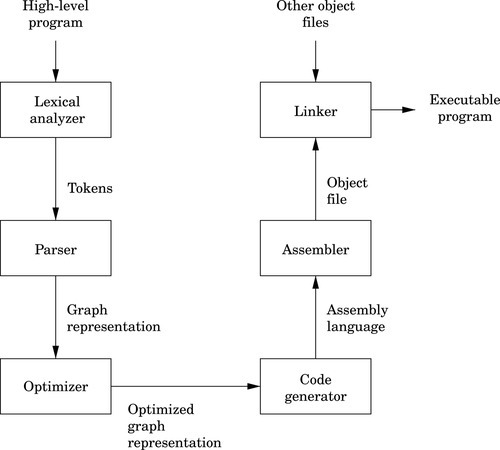 High-level
program
Lexical
analyzer
Tokens
Parser
Graph
representation
Optimizer
Optimized
graph
representation
Code
generator
Assembly
language
Assembler
Object
file
Other object
files
Linker
Executable
program